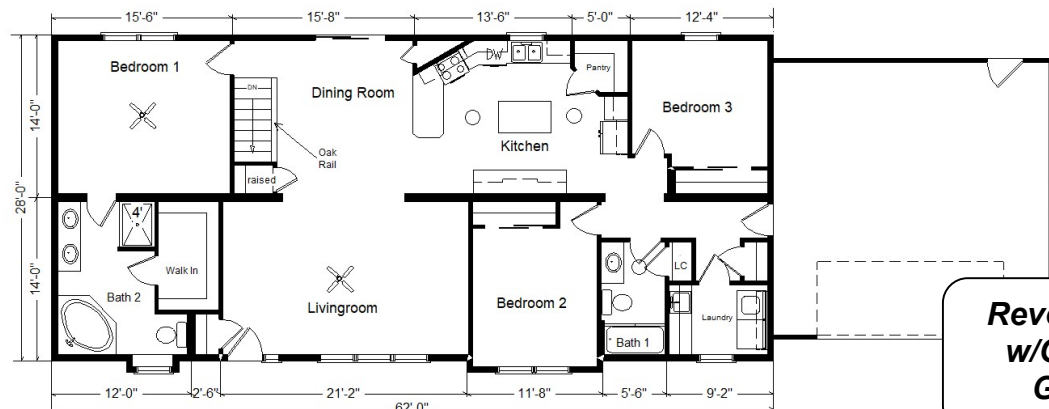 15'-6"
15'-8"
13'-6"
5'-0"
12'-4"
Bedroom 1
DW
Pantry
Dining Room
DN
Bedroom 3
14'-0"
Kitchen
Oak
Rail
raised
28'-0"
4'
Walk In
14'-0"
LC
Bath 2
Livingroom
Bedroom 2
Laundry
Bath 1
12'-0"
2'-6"
21'-2"
11'-8"
5'-6"
9'-2"
62'-0"